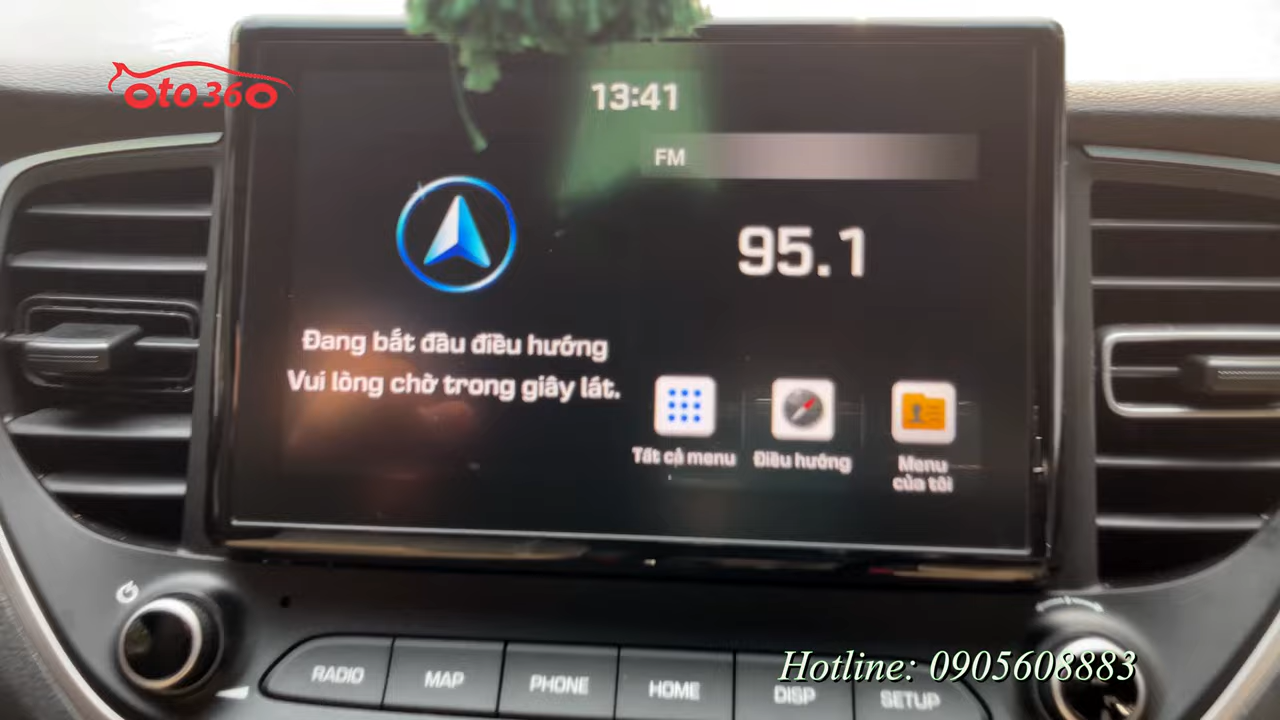 oto360
13:41
FM
95.1
Đang bắt đầu điều hướng
Vui lòng chờ trong giây lát.
Tất cả menu
Điều hướng
Menu
của tôi
RADIO
MAP
PHONE
HOME
DISP
SETUP
Hotline: 0905608883